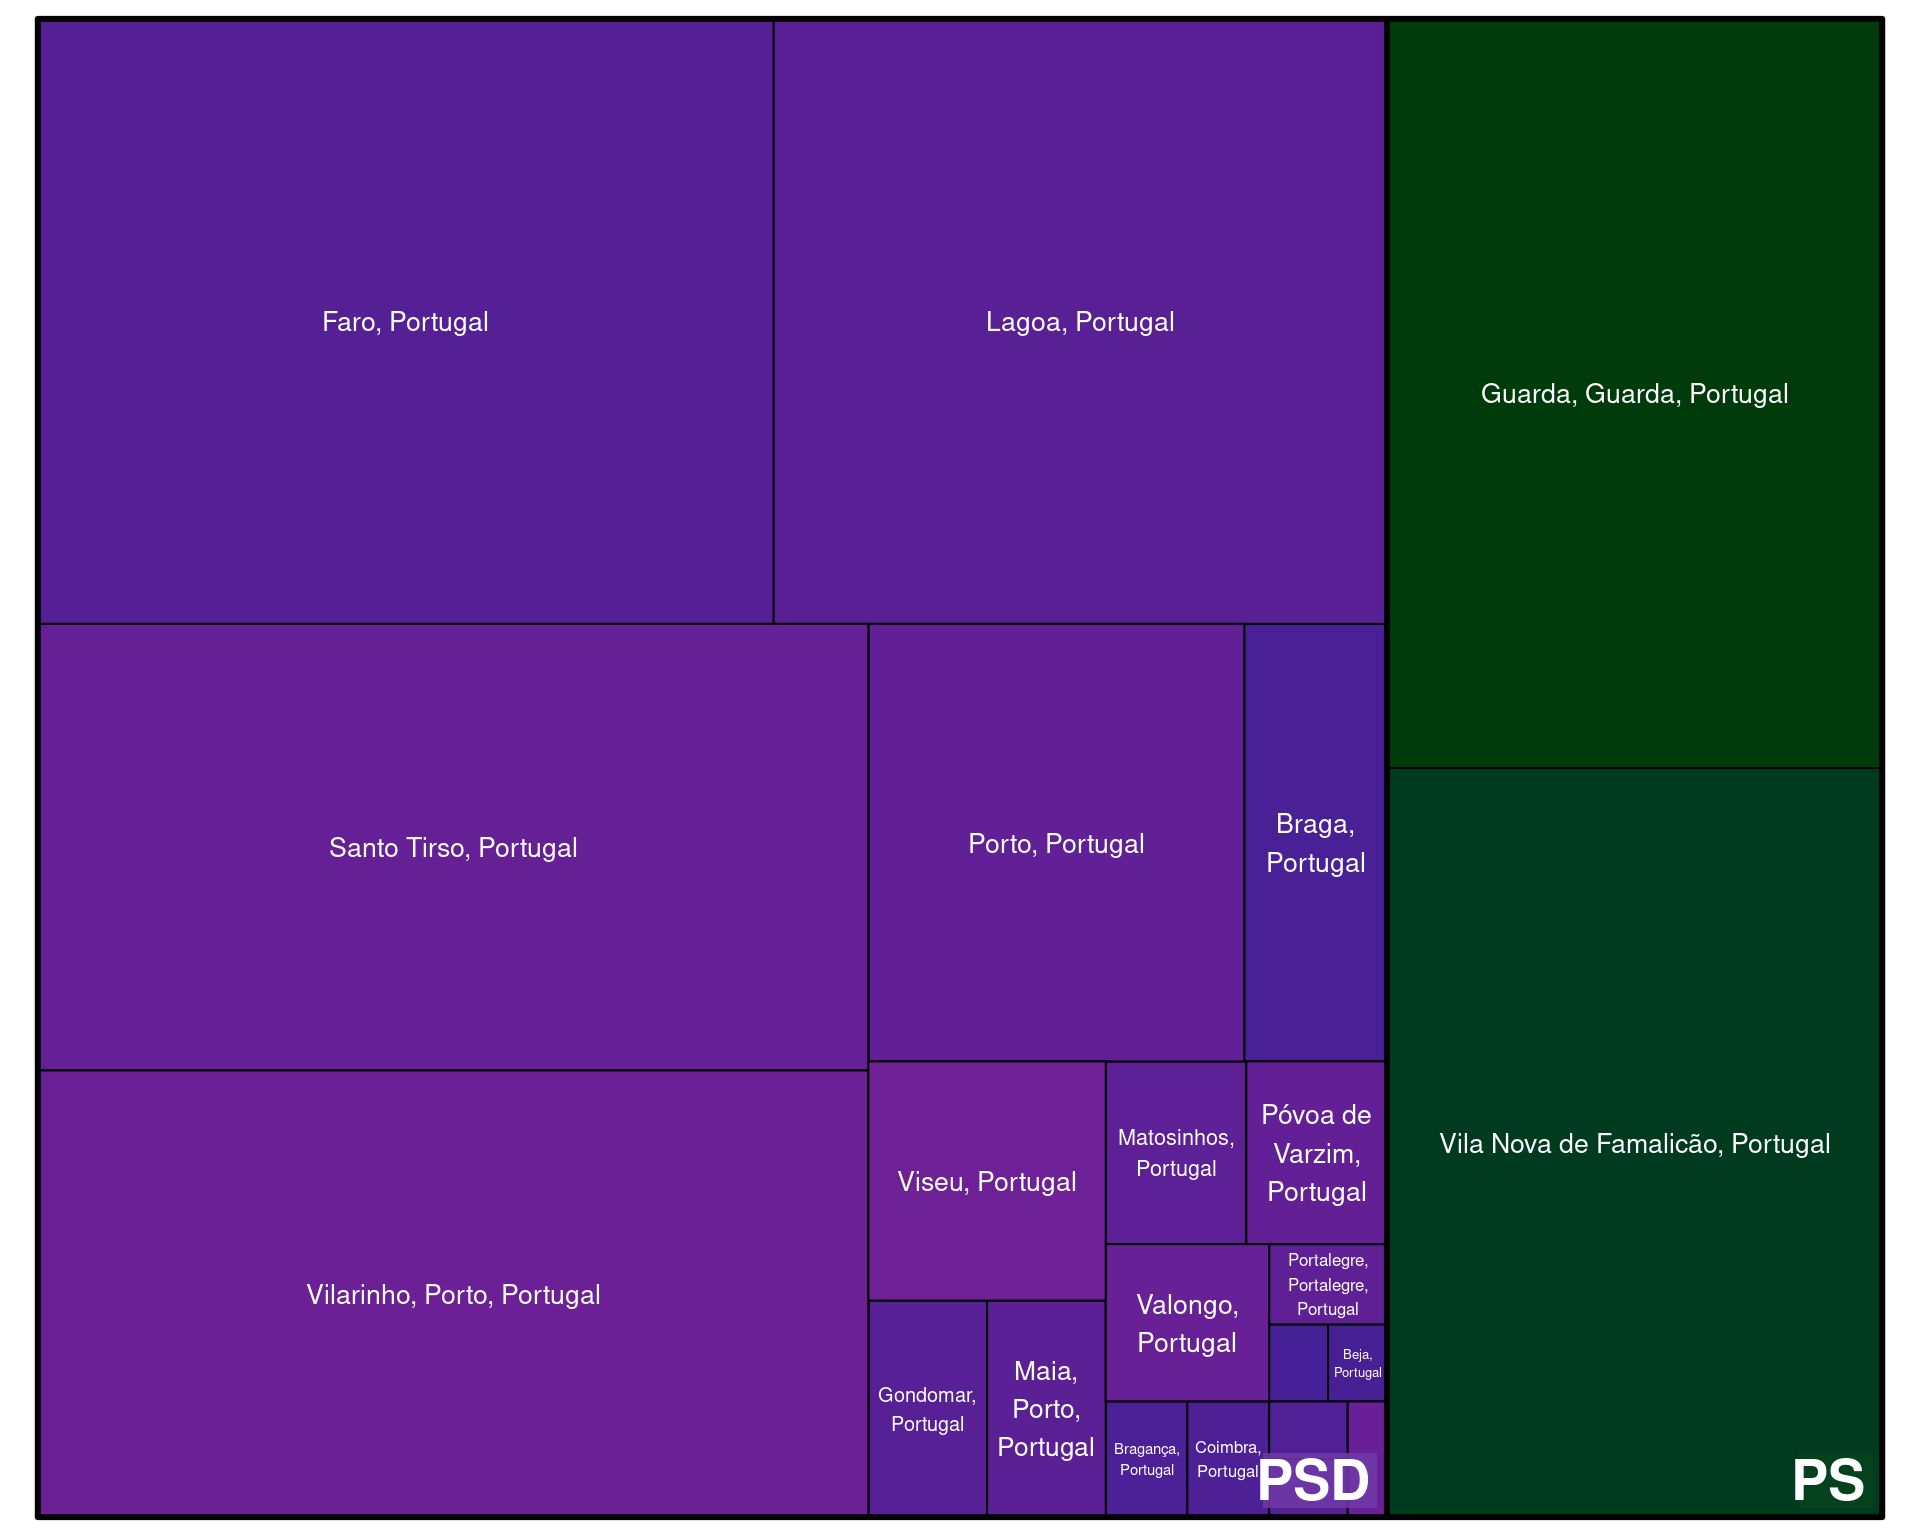 Faro, Portugal
Lagoa, Portugal
Guarda, Guarda, Portugal
Santo Tirso, Portugal
Porto, Portugal
Braga,
Portugal
Vila Nova de Famalicão, Portugal
Vilarinho, Porto, Portugal
Viseu, Portugal
Matosinhos,
Portugal
Póvoa de
Varzim,
Portugal
Valongo,
Portugal
Portalegre,
Portalegre,
Portugal
Beja,
Portugal
Gondomar,
Portugal
Maia,
Porto,
Portugal
Bragança,
Portugal
Coimbra,
Portugal
PSD
PS